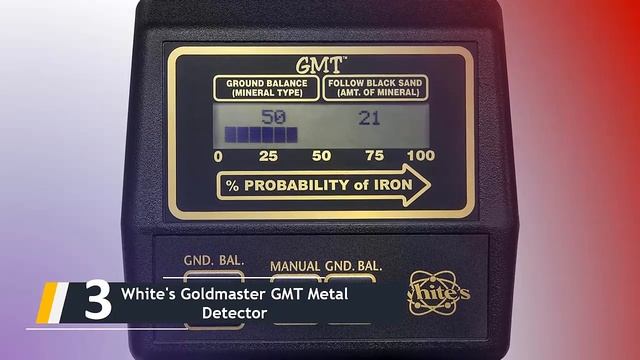 GMT™
GROUND BALANCE
(MINERAL TYPE)
FOLLOW BLACK SAND
(AMT. OF MINERAL)
50 21
0 25 50 75 100
% PROBABILITY of IRON
GND. BAL.
MANUAL GND. BAL.
White's
3
White's Goldmaster GMT Metal
Detector